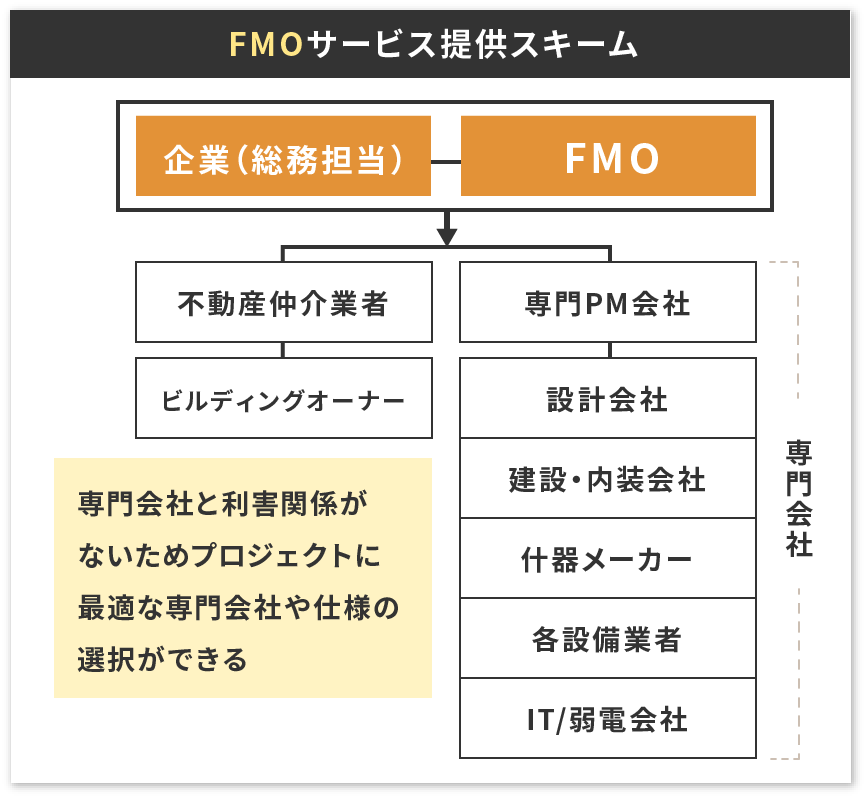 FMOサービス提供スキーム
企業（総務担当）
FMO
不動産仲介業者
専門PM会社
ビルディングオーナー
設計会社
建設・内装会社
什器メーカー
各設備業者
IT/弱電会社
専門会社
専門会社と利害関係が
ないためプロジェクトに
最適な専門会社や仕様の
選択ができる